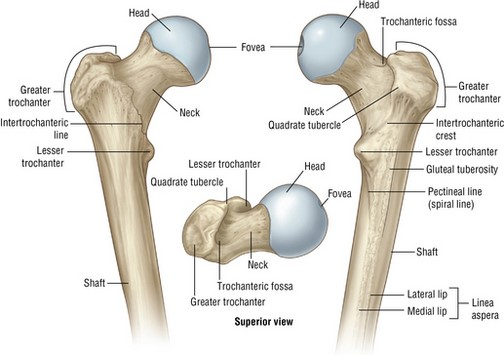 Head
Fovea
Greater
trochanter
Neck
Intertrochanteric
line
Lesser
trochanter
Shaft
Head
Trochanteric fossa
Greater
trochanter
Neck
Quadrate tubercle
Intertrochanteric
crest
Lesser trochanter
Gluteal tuberosity
Pectineal line
(spiral line)
Shaft
Lateral lip
Medial lip
Linea
aspera
Lesser trochanter
Quadrate tubercle
Head
Fovea
Neck
Trochanteric fossa
Greater trochanter
Superior view